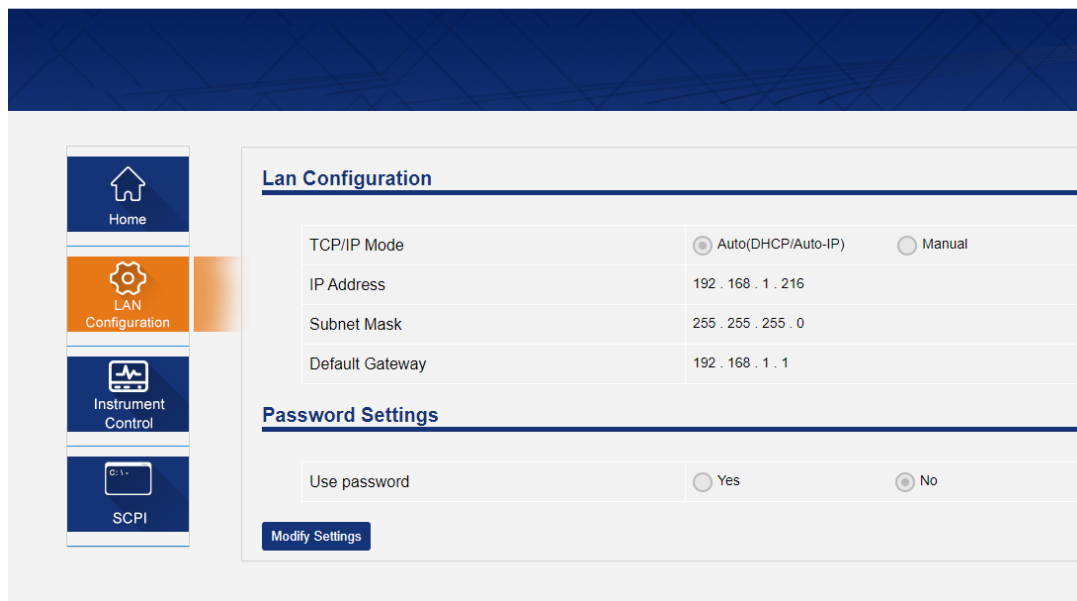 Home
LAN
Configuration
Instrument
Control
C:\-
SCPI
Lan Configuration
TCP/IP Mode Auto(DHCP/Auto-IP) Manual
IP Address 192 . 168 . 1 . 216
Subnet Mask 255 . 255 . 255 . 0
Default Gateway 192 . 168 . 1 . 1
Password Settings
Use password Yes No
Modify Settings